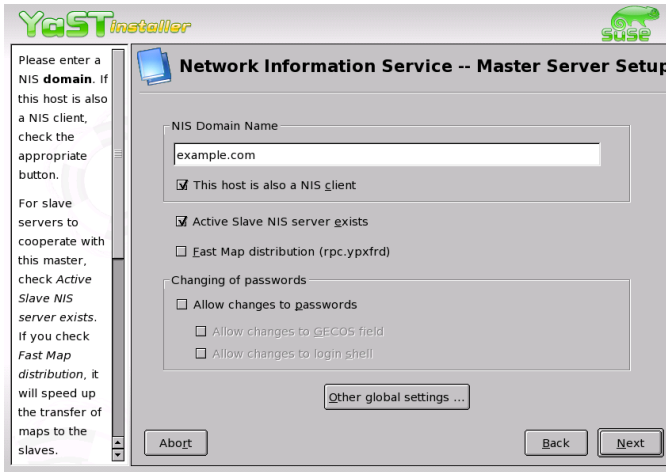 YaST installer
SUSE
Please enter a
NIS domain. If
this host is also
a NIS client,
check the
appropriate
button.
For slave
servers to
cooperate with
this master,
check Active
Slave NIS
server exists.
If you check
Fast Map
distribution, it
will speed up
the transfer of
maps to the
slaves.
Network Information Service -- Master Server Setup
NIS Domain Name
example.com
This host is also a NIS client
Active Slave NIS server exists
Fast Map distribution (rpc.ypxfrd)
Changing of passwords
Allow changes to passwords
Allow changes to GECOS field
Allow changes to login shell
Other global settings ...
Abort
Back
Next